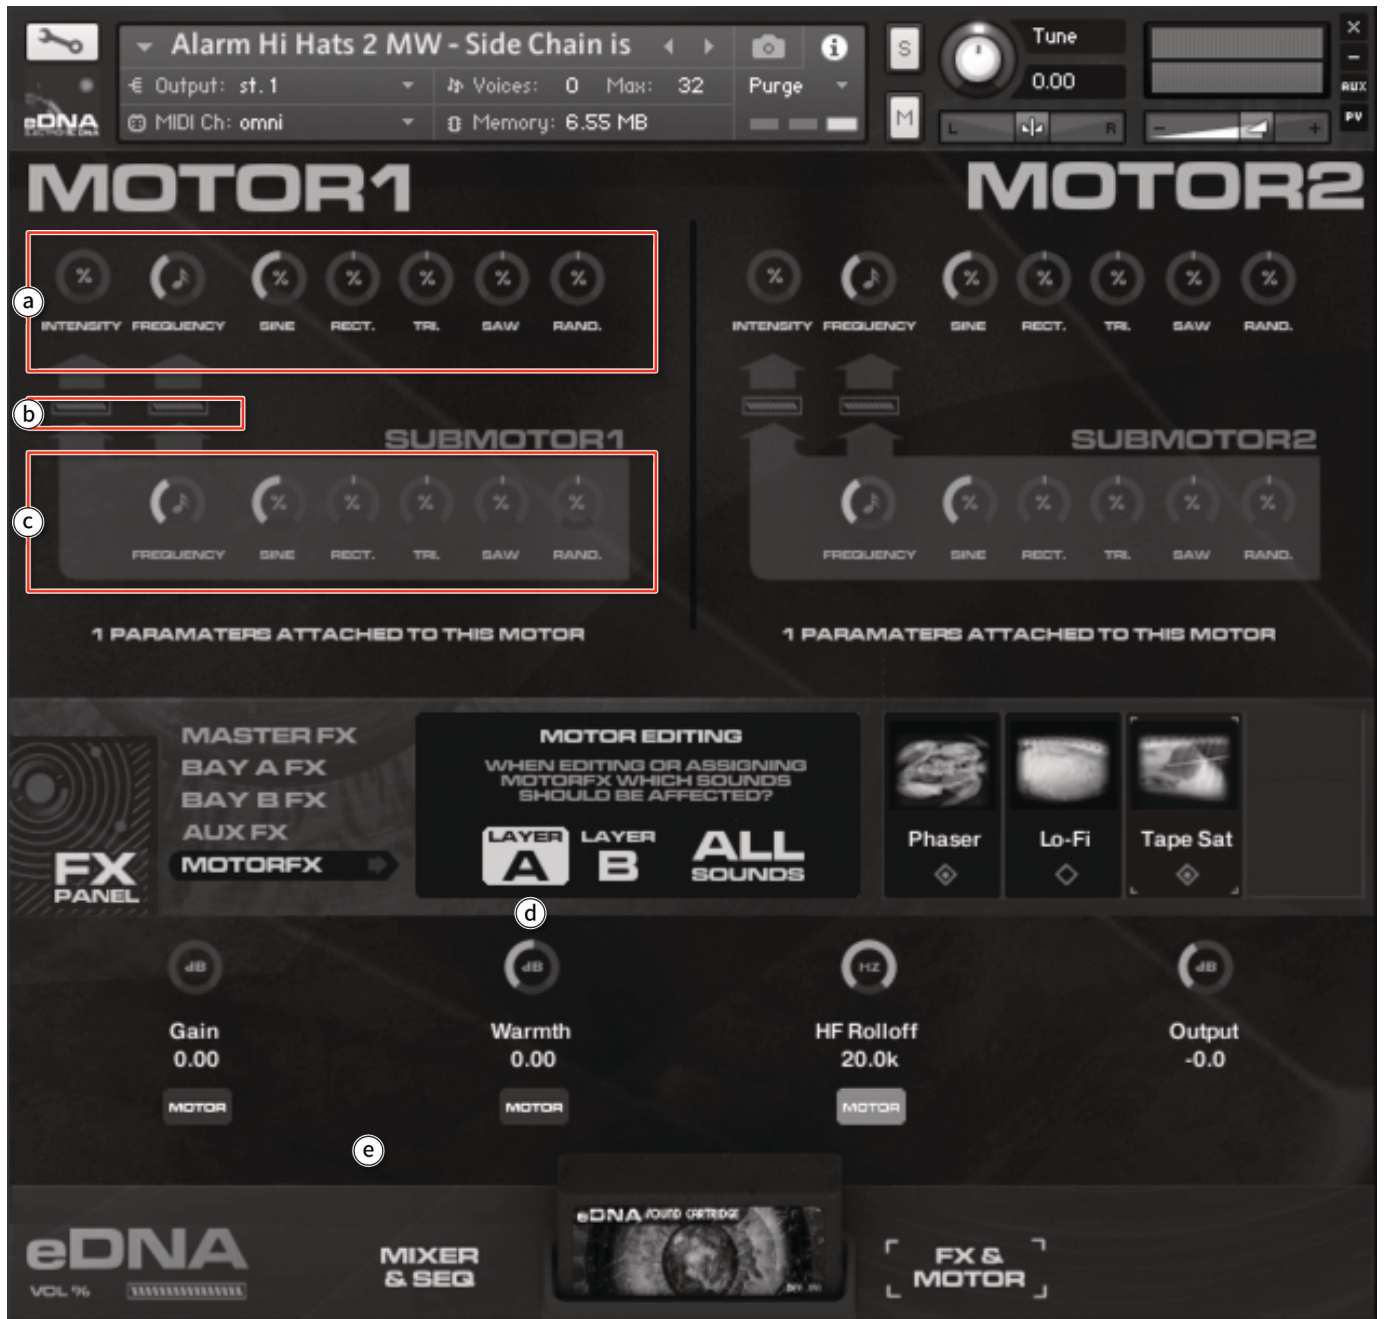 Alarm Hi Hats 2 MW - Side Chain is
S
Tune
0.00
Output: st. 1
Voices: 0 Max: 32
Purge
eDNA
MIDI Ch: omni
Memory: 6.55 MB
M
L
R
-
+
X
-
AUX
PV
MOTOR1
MOTOR2
% % % % % %
% % % % % %
a
INTENSITY FREQUENCY SINE RECT. TRI. SAW RAND.
INTENSITY FREQUENCY SINE RECT. TRI. SAW RAND.
b
SUBMOTOR1
SUBMOTOR2
% % % % %
% % % % %
c
FREQUENCY SINE RECT. TRI. SAW RAND.
FREQUENCY SINE RECT. TRI. SAW RAND.
1 PARAMATERS ATTACHED TO THIS MOTOR
1 PARAMATERS ATTACHED TO THIS MOTOR
FX
PANEL
MASTER FX
BAY A FX
BAY B FX
AUX FX
MOTORFX
MOTOR EDITING
WHEN EDITING OR ASSIGNING
MOTORFX WHICH SOUNDS
SHOULD BE AFFECTED?
LAYER
A
LAYER
B
ALL
SOUNDS
d
Phaser
Lo-Fi
Tape Sat
dB
dB
HZ
dB
Gain
0.00
MOTOR
Warmth
0.00
MOTOR
HF Rolloff
20.0k
MOTOR
Output
-0.0
e
eDNA
VOL %
MIXER
& SEQ
eDNA SOUND CARTRIDGE
FX &
MOTOR